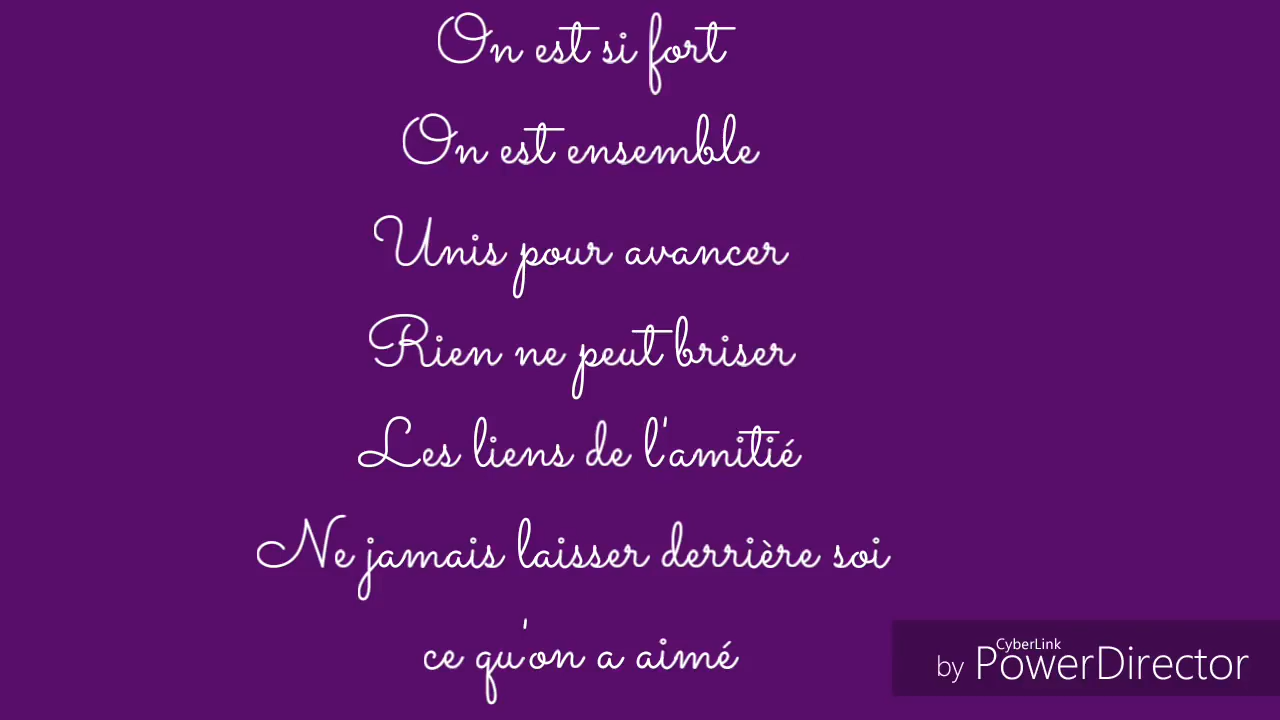 On est si fort
On est ensemble
Unis pour avancer
Rien ne peut briser
Les liens de l'amitié
Ne jamais laisser derrière soi
ce qu'on a aimé
CyberLink
by PowerDirector